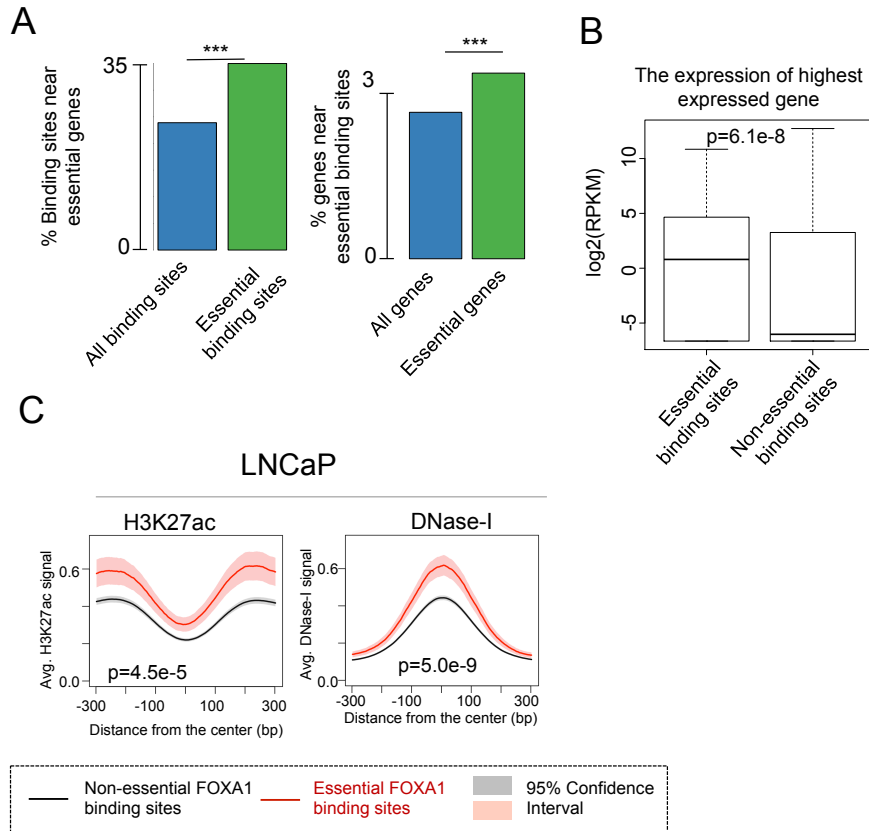 A
% Binding sites near
essential genes
35
0
***
All binding sites
Essential
binding sites
% genes near
essential binding sites
3
0
***
All genes
Essential genes
B
The expression of highest
expressed gene
p=6.1e-8
log2(RPKM)
10
5
0
-5
Essential
binding sites
Non-essential
binding sites
C
LNCaP
H3K27ac
Avg. H3K27ac signal
0.6
0.0
p=4.5e-5
-300 -100 100 300
Distance from the center (bp)
DNase-I
Avg. DNase-I signal
0.6
0.0
p=5.0e-9
-300 -100 100 300
Distance from the center (bp)
Non-essential FOXA1
binding sites
Essential FOXA1
binding sites
95% Confidence
Interval